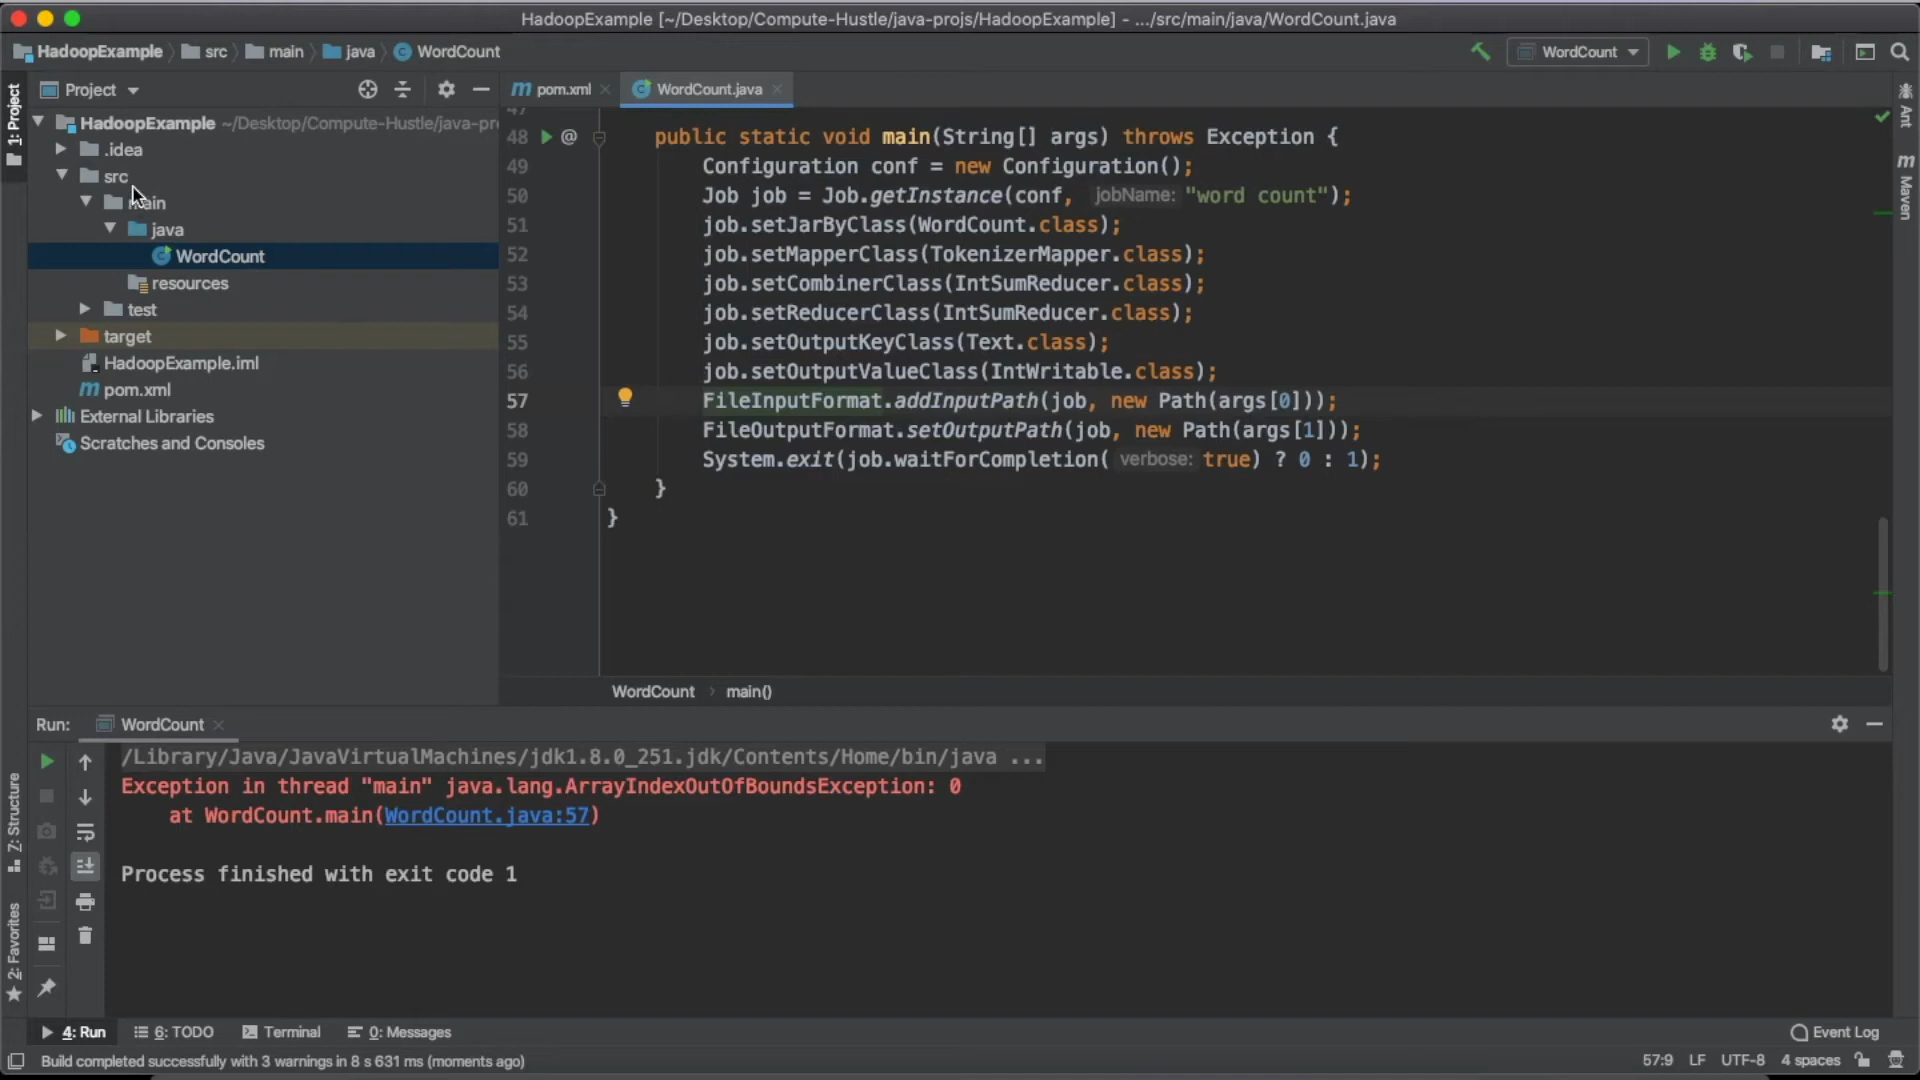 HadoopExample [~/Desktop/Compute-Hustle/java-projs/HadoopExample] - .../src/main/java/WordCount.java
HadoopExample src main java WordCount
WordCount
1: Project
Project
pom.xml
WordCount.java
HadoopExample ~/Desktop/Compute-Hustle/java-pr
.idea
src
main
java
WordCount
resources
test
target
HadoopExample.iml
m pom.xml
External Libraries
Scratches and Consoles
47
48 @ public static void main(String[] args) throws Exception {
49 Configuration conf = new Configuration();
50 Job job = Job.getInstance(conf, jobName: "word count");
51 job.setJarByClass(WordCount.class);
52 job.setMapperClass(TokenizerMapper.class);
53 job.setCombinerClass(IntSumReducer.class);
54 job.setReducerClass(IntSumReducer.class);
55 job.setOutputKeyClass(Text.class);
56 job.setOutputValueClass(IntWritable.class);
57 FileInputFormat.addInputPath(job, new Path(args[0]));
58 FileOutputFormat.setOutputPath(job, new Path(args[1]));
59 System.exit(job.waitForCompletion( verbose: true) ? 0 : 1);
60 }
61 }
WordCount main()
Ant
m Maven
Run: WordCount
/Library/Java/JavaVirtualMachines/jdk1.8.0_251.jdk/Contents/Home/bin/java ...
Exception in thread "main" java.lang.ArrayIndexOutOfBoundsException: 0
at WordCount.main(WordCount.java:57)
Process finished with exit code 1
7: Structure
2: Favorites
4: Run 6: TODO Terminal 0: Messages
Event Log
Build completed successfully with 3 warnings in 8 s 631 ms (moments ago)
57:9 LF UTF-8 4 spaces